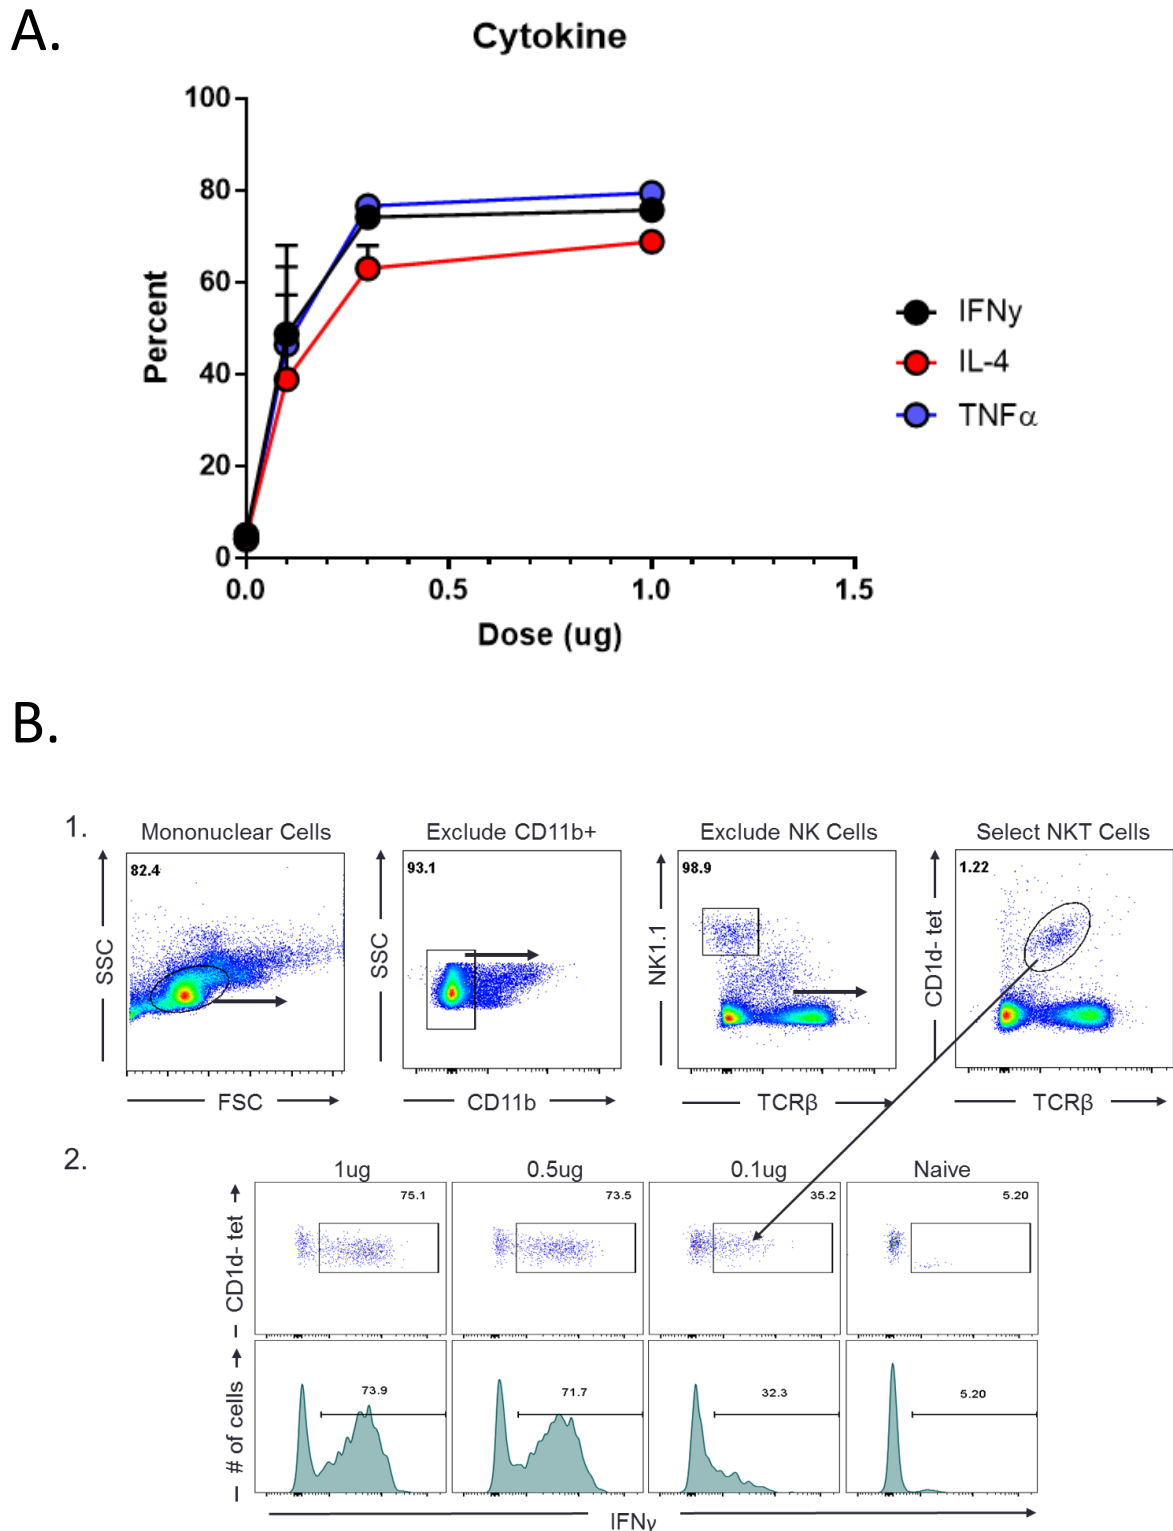 A.
Cytokine
100
80
60
40
20
0
Percent
0.0 0.5 1.0 1.5
Dose (ug)
IFNy
IL-4
TNFα
B.
1.
Mononuclear Cells Exclude CD11b+ Exclude NK Cells Select NKT Cells
82.4 93.1 98.9 1.22
SSC SSC NK1.1 CD1d- tet
FSC CD11b TCRβ TCRβ
2.
1ug 0.5ug 0.1ug Naive
75.1 73.5 35.2 5.20
CD1d- tet
73.9 71.7 32.3 5.20
# of cells
IFNγ